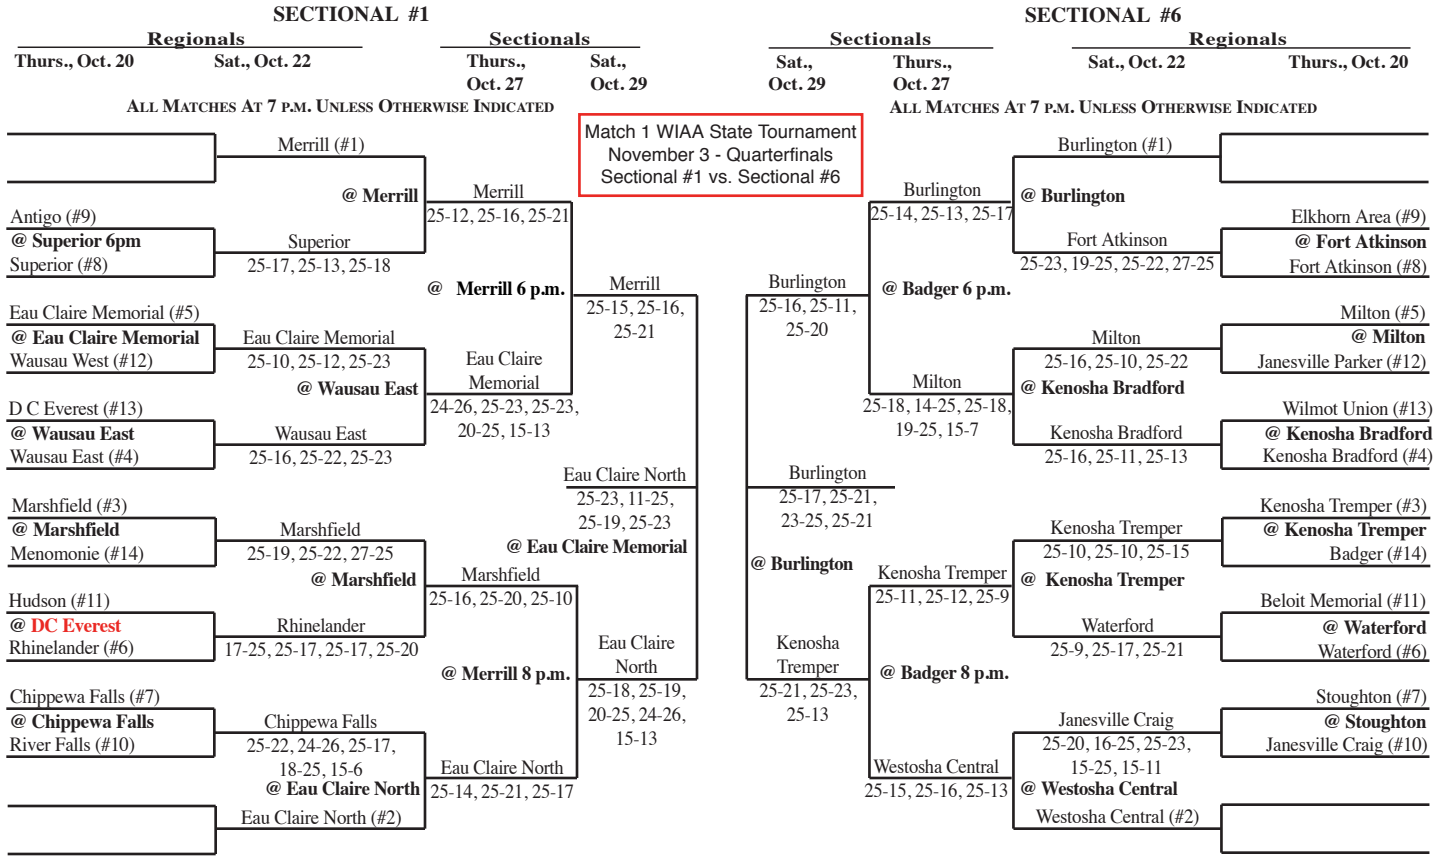 SECTIONAL #1
Regionals
Sectionals
Thurs., Oct. 20
Sat., Oct. 22
Thurs.,
Oct. 27
Sat.,
Oct. 29
ALL MATCHES AT 7 P.M. UNLESS OTHERWISE INDICATED
Merrill (#1)
@ Merrill
Antigo (#9)
@ Superior 6pm
Superior (#8)
Superior
25-17, 25-13, 25-18
Merrill
25-12, 25-16, 25-21
@ Merrill 6 p.m.
Eau Claire Memorial (#5)
@ Eau Claire Memorial
Wausau West (#12)
Eau Claire Memorial
25-10, 25-12, 25-23
@ Wausau East
D C Everest (#13)
@ Wausau East
Wausau East (#4)
Wausau East
25-16, 25-22, 25-23
Eau Claire
Memorial
24-26, 25-23, 25-23,
20-25, 15-13
Merrill
25-15, 25-16,
25-21
Eau Claire North
25-23, 11-25,
25-19, 25-23
@ Eau Claire Memorial
Marshfield (#3)
@ Marshfield
Menomonie (#14)
Marshfield
25-19, 25-22, 27-25
@ Marshfield
Hudson (#11)
@ DC Everest
Rhinelander (#6)
Rhinelander
17-25, 25-17, 25-17, 25-20
Marshfield
25-16, 25-20, 25-10
@ Merrill 8 p.m.
Eau Claire
North
25-18, 25-19,
20-25, 24-26,
15-13
Chippewa Falls (#7)
@ Chippewa Falls
River Falls (#10)
Chippewa Falls
25-22, 24-26, 25-17,
18-25, 15-6
@ Eau Claire North
Eau Claire North
25-14, 25-21, 25-17
Eau Claire North (#2)
Match 1 WIAA State Tournament
November 3 - Quarterfinals
Sectional #1 vs. Sectional #6
SECTIONAL #6
Sectionals
Regionals
Sat.,
Oct. 29
Thurs.,
Oct. 27
Sat., Oct. 22
Thurs., Oct. 20
ALL MATCHES AT 7 P.M. UNLESS OTHERWISE INDICATED
Burlington (#1)
@ Burlington
Burlington
25-14, 25-13, 25-17
Elkhorn Area (#9)
@ Fort Atkinson
Fort Atkinson (#8)
Fort Atkinson
25-23, 19-25, 25-22, 27-25
Burlington
25-16, 25-11,
25-20
@ Badger 6 p.m.
Milton (#5)
@ Milton
Janesville Parker (#12)
Milton
25-16, 25-10, 25-22
@ Kenosha Bradford
Milton
25-18, 14-25, 25-18,
19-25, 15-7
Wilmot Union (#13)
@ Kenosha Bradford
Kenosha Bradford (#4)
Kenosha Bradford
25-16, 25-11, 25-13
Burlington
25-17, 25-21,
23-25, 25-21
@ Burlington
Kenosha Tremper (#3)
@ Kenosha Tremper
Badger (#14)
Kenosha Tremper
25-10, 25-10, 25-15
@ Kenosha Tremper
Kenosha Tremper
25-11, 25-12, 25-9
Beloit Memorial (#11)
@ Waterford
Waterford (#6)
Waterford
25-9, 25-17, 25-21
Kenosha
Tremper
25-21, 25-23,
25-13
@ Badger 8 p.m.
Stoughton (#7)
@ Stoughton
Janesville Craig (#10)
Janesville Craig
25-20, 16-25, 25-23,
15-25, 15-11
@ Westosha Central
Westosha Central
25-15, 25-16, 25-13
Westosha Central (#2)